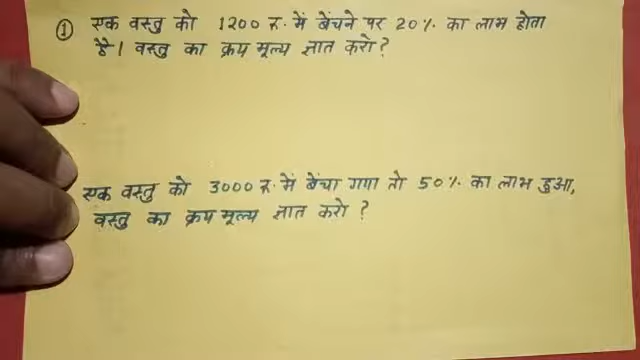 ① एक वस्तु को 1200 रु. में बेंचने पर 20% का लाभ होता
है। वस्तु का क्रय मूल्य ज्ञात करो?
एक वस्तु को 3000 रु. में बेंचा गया तो 50% का लाभ हुआ,
वस्तु का क्रय मूल्य ज्ञात करो?